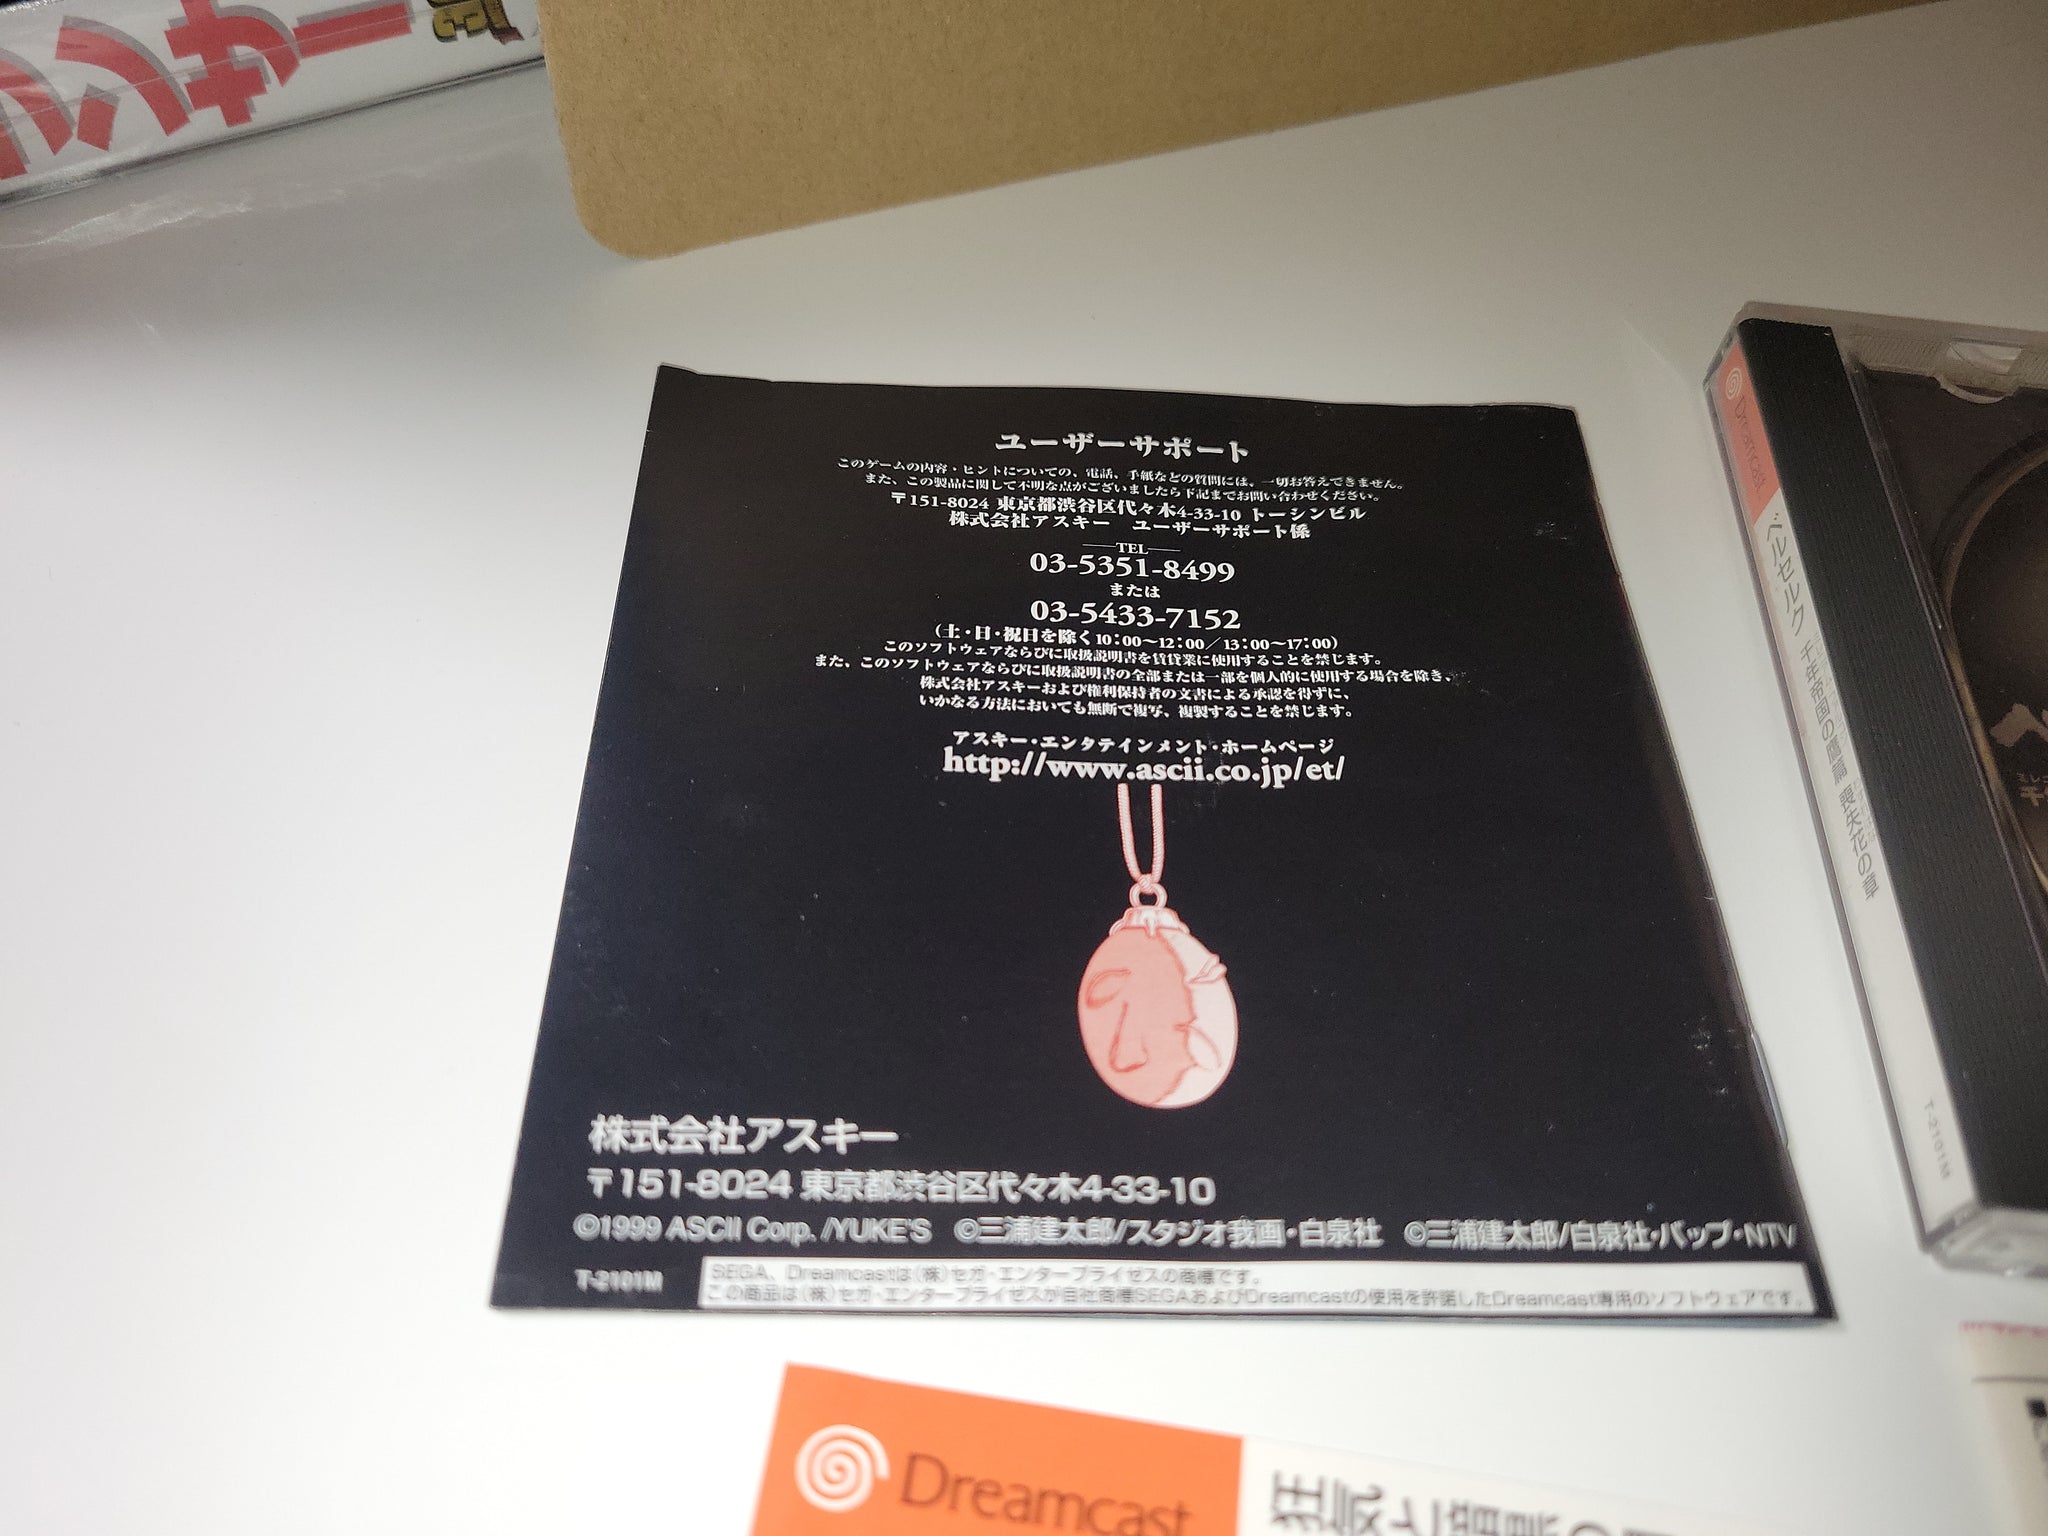 ンカー
ユーザーサポート
このゲームの内容・ヒントについての、電話、手紙などの質問には、一切お答えできません。
また、この製品に関して不明な点がございましたら下記までお問い合わせください。
〒151-8024 東京都渋谷区代々木4-33-10 トーシンビル
株式会社アスキー ユーザーサポート係
TEL
03-5351-8499
または
03-5433-7152
(土・日・祝日を除く10:00〜12:00/13:00〜17:00)
このソフトウェアならびに取扱説明書を賃貸業に使用することを禁じます。
また、このソフトウェアならびに取扱説明書の全部または一部を個人的に使用する場合を除き、
株式会社アスキーおよび権利保持者の文書による承認を得ずに、
いかなる方法においても無断で複写、複製することを禁じます。
アスキー・エンタテインメント・ホームページ
http://www.ascii.co.jp/et/
株式会社アスキー
〒151-8024 東京都渋谷区代々木4-33-10
©1999 ASCII Corp. /YUKE'S ©三浦建太郎/スタジオ我画・白泉社 ©三浦建太郎/白泉社・バップ・NTV
T-2101M
SEGA、Dreamcastは(株)セガ・エンタープライゼスの商標です。
この商品は(株)セガ・エンタープライゼスが自社商標SEGAおよびDreamcastの使用を許諾したDreamcast専用のソフトウェアです。
Dreamcast
ベルセルク 千年帝国の鷹篇 喪失花の章
T-2101M
Dreamcast
狂気と暗黒の